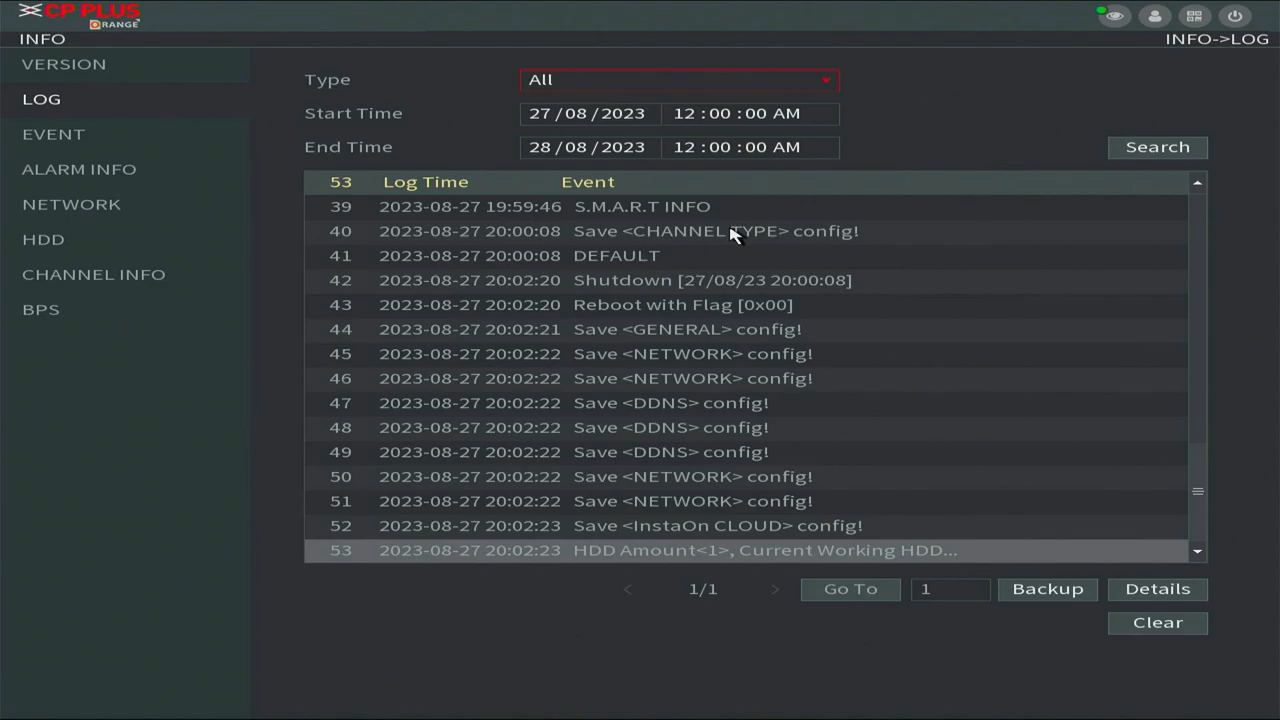 CP PLUS
ORANGE
INFO
INFO->LOG
VERSION
LOG
EVENT
ALARM INFO
NETWORK
HDD
CHANNEL INFO
BPS
Type All
Start Time 27/08/2023 12:00:00 AM
End Time 28/08/2023 12:00:00 AM
Search
53 Log Time Event
39 2023-08-27 19:59:46 S.M.A.R.T INFO
40 2023-08-27 20:00:08 Save <CHANNEL TYPE> config!
41 2023-08-27 20:00:08 DEFAULT
42 2023-08-27 20:02:20 Shutdown [27/08/23 20:00:08]
43 2023-08-27 20:02:20 Reboot with Flag [0x00]
44 2023-08-27 20:02:21 Save <GENERAL> config!
45 2023-08-27 20:02:22 Save <NETWORK> config!
46 2023-08-27 20:02:22 Save <NETWORK> config!
47 2023-08-27 20:02:22 Save <DDNS> config!
48 2023-08-27 20:02:22 Save <DDNS> config!
49 2023-08-27 20:02:22 Save <DDNS> config!
50 2023-08-27 20:02:22 Save <NETWORK> config!
51 2023-08-27 20:02:22 Save <NETWORK> config!
52 2023-08-27 20:02:23 Save <InstaOn CLOUD> config!
53 2023-08-27 20:02:23 HDD Amount<1>, Current Working HDD...
< 1/1 > Go To 1 Backup Details
Clear